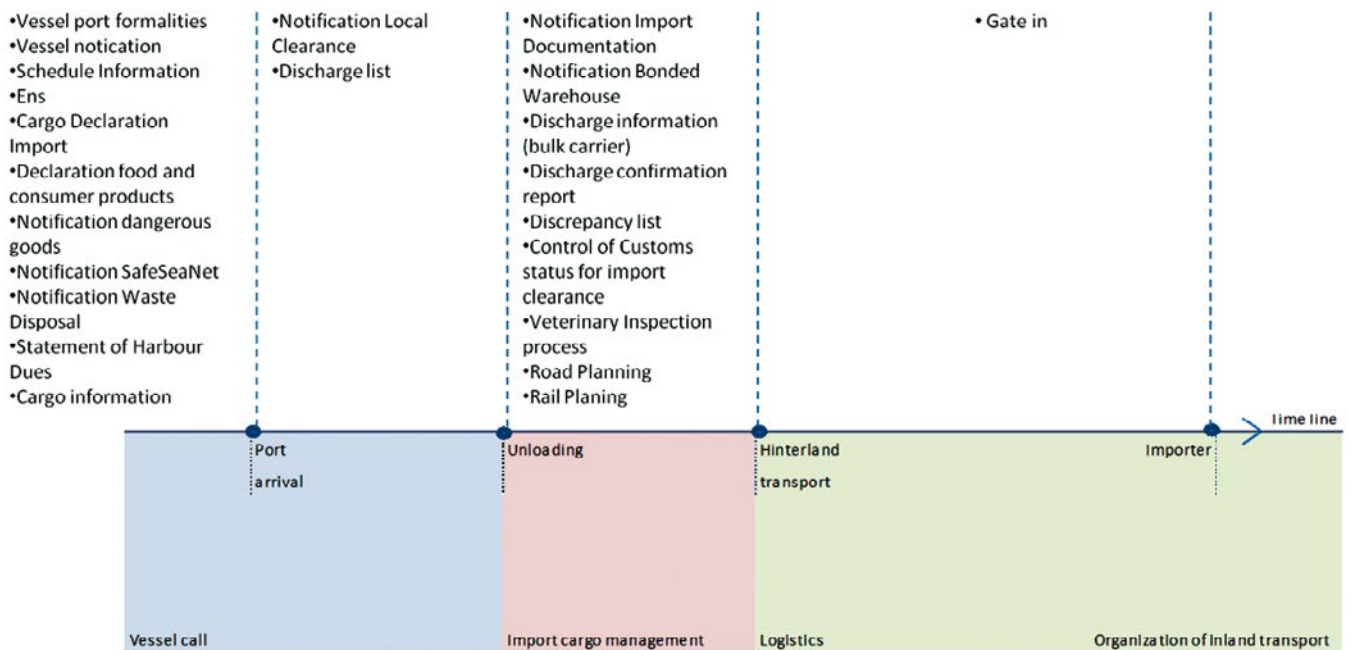 •Vessel port formalities
•Vessel notication
•Schedule Information
•Ens
•Cargo Declaration
Import
•Declaration food and
consumer products
•Notification dangerous
goods
•Notification SafeSeaNet
•Notification Waste
Disposal
•Statement of Harbour
Dues
•Cargo information
•Notification Local
Clearance
•Discharge list
•Notification Import
Documentation
•Notification Bonded
Warehouse
•Discharge information
(bulk carrier)
•Discharge confirmation
report
•Discrepancy list
•Control of Customs
status for import
clearance
•Veterinary Inspection
process
•Road Planning
•Rail Planing
• Gate in
Time line
Port
arrival
Unloading
Hinterland
transport
Importer
Vessel call
Import cargo management
Logistics
Organization of inland transport